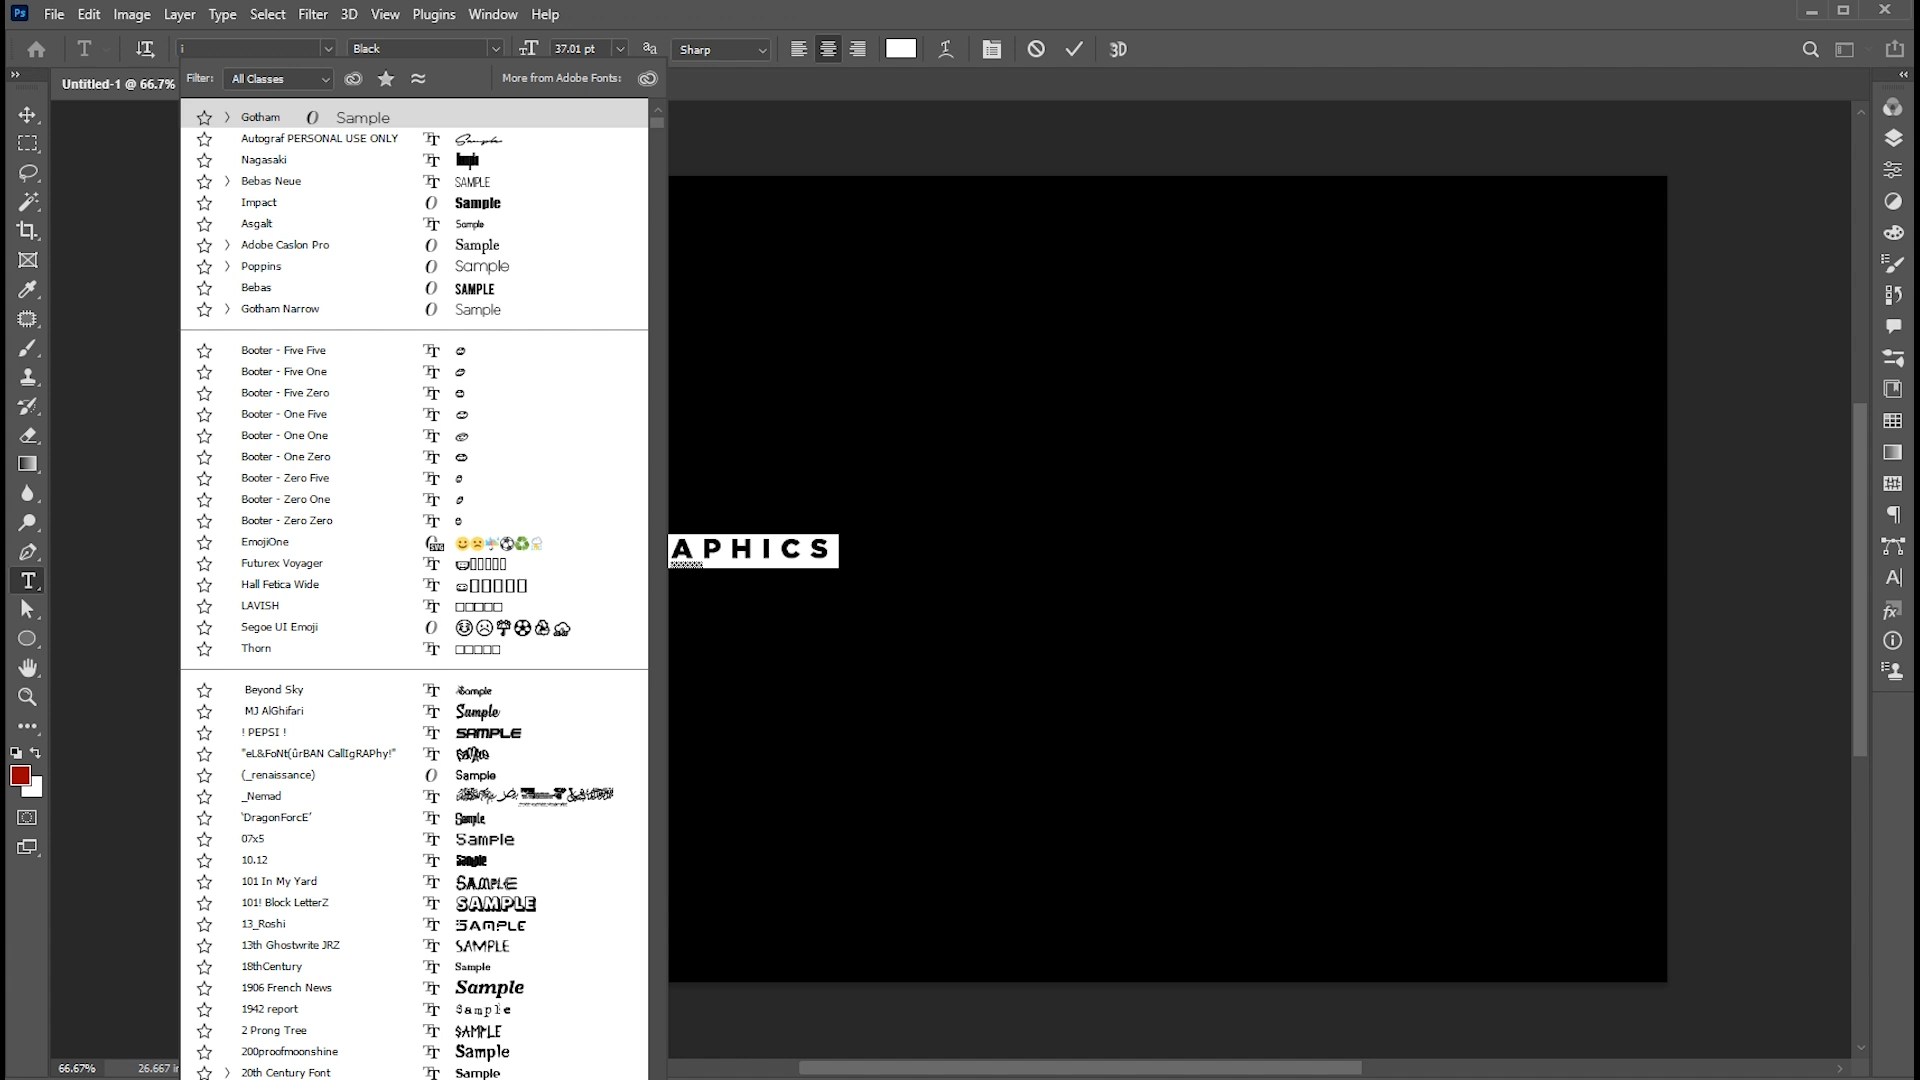 Ps File Edit Image Layer Type Select Filter 3D View Plugins Window Help
i Black 37.01 pt Sharp 3D
Untitled-1 @ 66.7%
Filter: All Classes More from Adobe Fonts:
Gotham Sample
Autograf PERSONAL USE ONLY Sample
Nagasaki Sample
Bebas Neue SAMPLE
Impact Sample
Asgalt Sample
Adobe Caslon Pro Sample
Poppins Sample
Bebas SAMPLE
Gotham Narrow Sample
Booter - Five Five
Booter - Five One
Booter - Five Zero
Booter - One Five
Booter - One One
Booter - One Zero
Booter - Zero Five
Booter - Zero One
Booter - Zero Zero
EmojiOne
Futurex Voyager
Hall Fetica Wide
LAVISH
Segoe UI Emoji
Thorn
APHICS
Beyond Sky Sample
MJ AlGhifari Sample
! PEPSI ! SAMPLE
"eL&FoNt(ûrBAN CallIgRAPhy!"
(_renaissance) Sample
_Nemad
'DragonForcE' Sample
07x5 Sample
10.12 Sample
101 In My Yard SAMPLE
101! Block LetterZ SAMPLE
13_Roshi SAMPLE
13th Ghostwrite JRZ SAMPLE
18thCentury Sample
1906 French News Sample
1942 report Sample
2 Prong Tree SAMPLE
200proofmoonshine Sample
20th Century Font Sample
66.67% 26.667 in